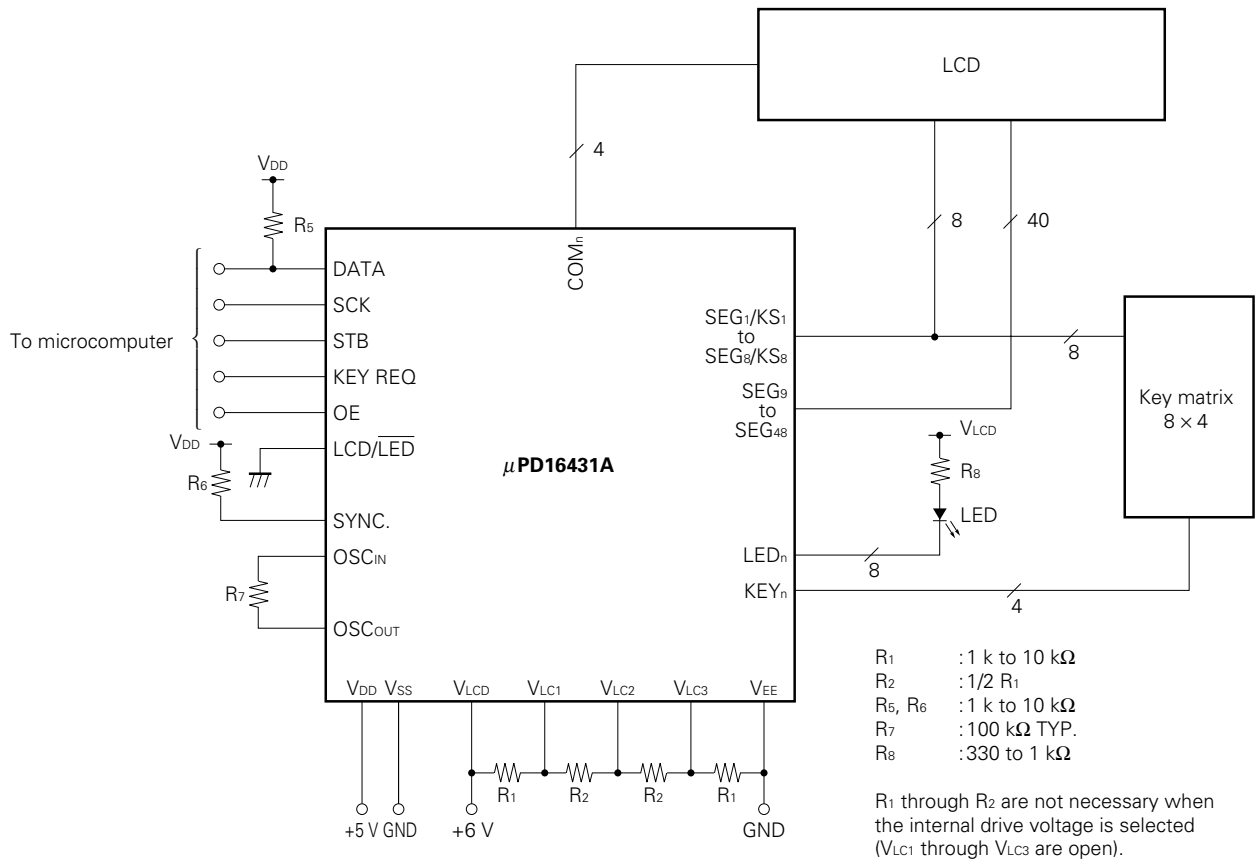 LCD
4
VDD
R5
8
40
COMn
DATA
SCK
STB
KEY REQ
OE
To microcomputer
LCD/LED
VDD
R6
SYNC.
OSCIN
R7
OSCOUT
μPD16431A
SEG1/KS1
to
SEG8/KS8
8
SEG9
to
SEG48
Key matrix
8 × 4
VLCD
R8
LED
LEDn
8
KEYn
4
VDD VSS VLCD VLC1 VLC2 VLC3 VEE
R1 R2 R2 R1
+5 V GND +6 V GND
R1 : 1 k to 10 kΩ
R2 : 1/2 R1
R5, R6 : 1 k to 10 kΩ
R7 : 100 kΩ TYP.
R8 : 330 to 1 kΩ
R1 through R2 are not necessary when
the internal drive voltage is selected
(VLC1 through VLC3 are open).